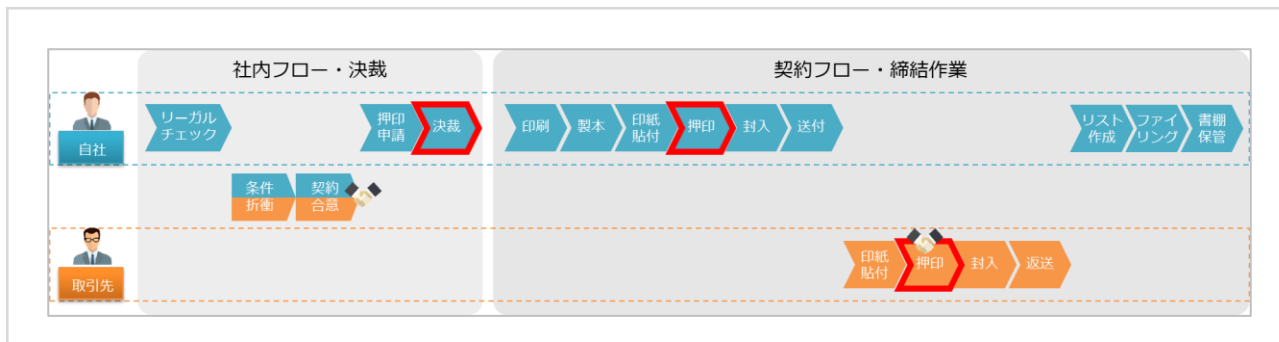 社内フロー・決裁
契約フロー・締結作業
自社
リーガル
チェック
押印
申請
決裁
印刷
製本
印紙
貼付
押印
封入
送付
リスト
作成
ファイ
リング
書棚
保管
条件
折衝
契約
合意
取引先
印紙
貼付
押印
封入
返送